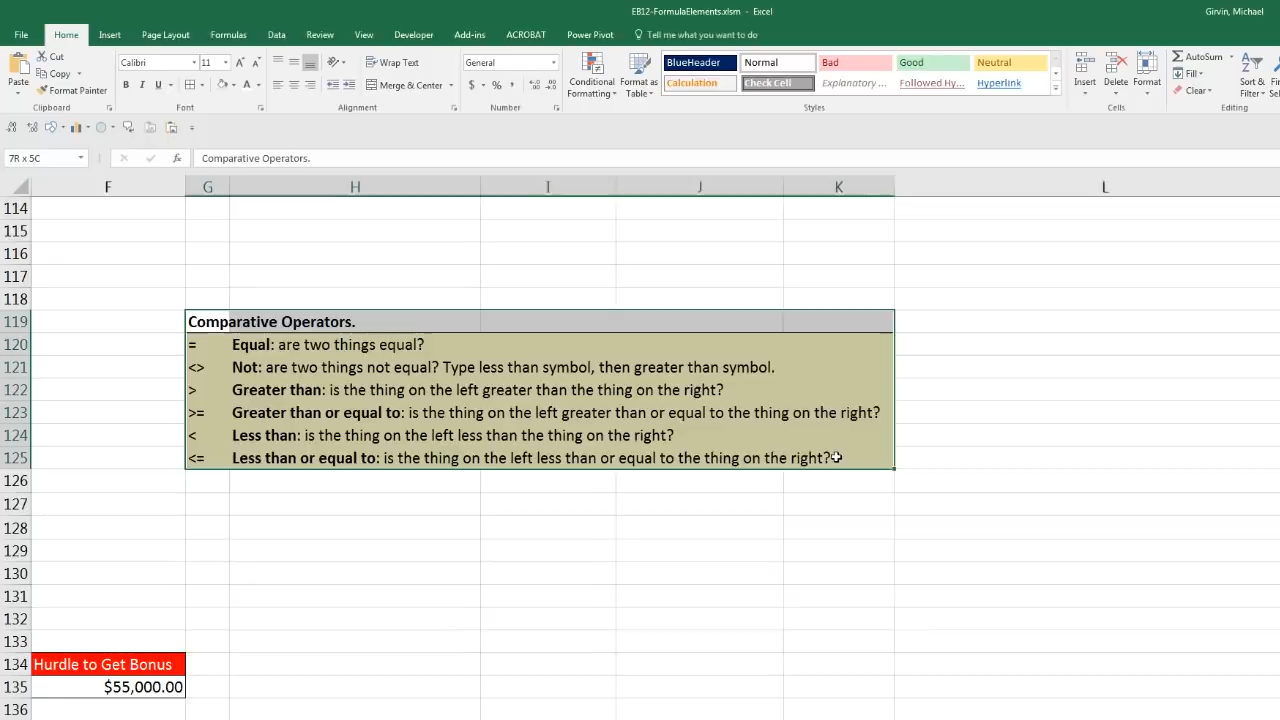 EB12-FormulaElements.xlsm - Excel
Girvin, Michael
File Home Insert Page Layout Formulas Data Review View Developer Add-ins ACROBAT Power Pivot Tell me what you want to do
Paste
Cut
Copy
Format Painter
Clipboard
Calibri 11
B I U
Font
Wrap Text
Merge & Center
Alignment
General
$ % ,
Number
Conditional Formatting
Format as Table
BlueHeader Normal Bad Good Neutral
Calculation Check Cell Explanatory ... Followed Hy... Hyperlink
Styles
Insert Delete Format
Cells
AutoSum
Fill
Clear
Sort &
Filter
Editing
7R x 5C
fx
Comparative Operators.
F G H I J K L
114
115
116
117
118
119 Comparative Operators.
120 = Equal: are two things equal?
121 <> Not: are two things not equal? Type less than symbol, then greater than symbol.
122 > Greater than: is the thing on the left greater than the thing on the right?
123 >= Greater than or equal to: is the thing on the left greater than or equal to the thing on the right?
124 < Less than: is the thing on the left less than the thing on the right?
125 <= Less than or equal to: is the thing on the left less than or equal to the thing on the right?
126
127
128
129
130
131
132
133
134 Hurdle to Get Bonus
135 $55,000.00
136